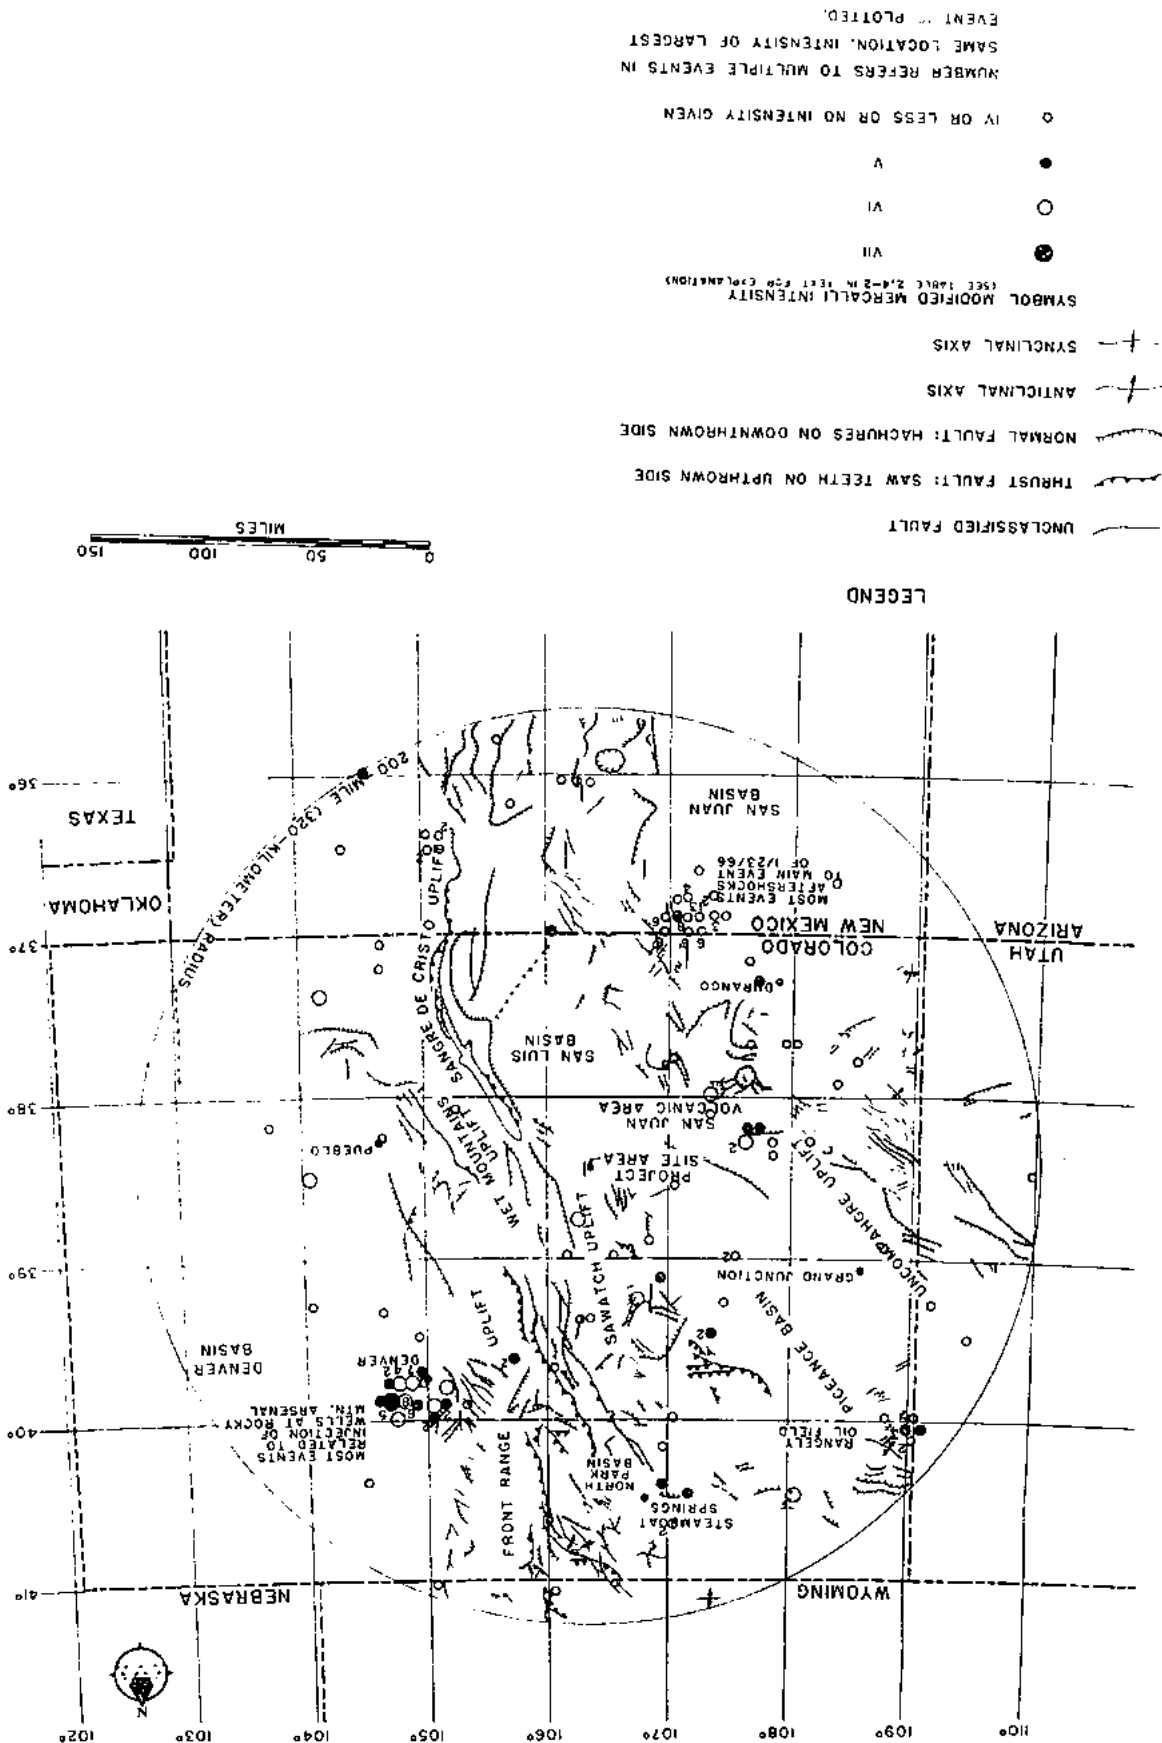 110°
109°
108°
107°
106°
105°
104°
103°
102°
N
WYOMING
NEBRASKA
41°
STEAMBOAT
SPRINGS
NORTH
PARK
BASIN
FRONT RANGE
RANGELY
OIL FIELD
40°
MOST EVENTS
RELATED TO
INJECTION OF
WELLS AT ROCKY
MTN. ARSENAL
DENVER
DENVER
BASIN
PICEANCE BASIN
UPLIFT
GRAND JUNCTION
39°
UNCOMPAHGRE UPLIFT
SAWATCH UPLIFT
PROJECT
SITE AREA
WET MOUNTAINS
UPLIFT
PUEBLO
SAN JUAN
VOLCANIC AREA
38°
SAN LUIS
BASIN
SANGRE DE CRISTO UPLIFT
DURANGO
UTAH
ARIZONA
COLORADO
NEW MEXICO
37°
OKLAHOMA
MOST EVENTS
AFTERSHOCKS
TO MAIN EVENT
OF 1/23/66
200-MILE (320-KILOMETER) RADIUS
TEXAS
SAN JUAN
BASIN
36°
LEGEND
UNCLASSIFIED FAULT
THRUST FAULT: SAW TEETH ON UPTHROWN SIDE
NORMAL FAULT: HACHURES ON DOWNTHROWN SIDE
ANTICLINAL AXIS
SYNCLINAL AXIS
0 50 100 150
MILES
SYMBOL MODIFIED MERCALLI INTENSITY
(SEE TABLE 2.4-2 IN TEXT FOR EXPLANATION)
VII
VI
V
IV OR LESS OR NO INTENSITY GIVEN
NUMBER REFERS TO MULTIPLE EVENTS IN
SAME LOCATION. INTENSITY OF LARGEST
EVENT PLOTTED.